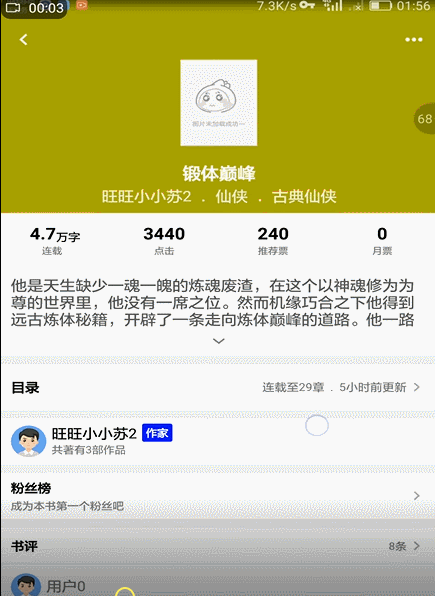 00:03
7.3K/s
01:56
68
图片未加载成功
锻体巅峰
旺旺小小苏2 . 仙侠 . 古典仙侠
4.7万字 3440 240 0
连载 点击 推荐票 月票
他是天生缺少一魂一魄的炼魂废渣，在这个以神魂修为为
尊的世界里，他没有一席之位。然而机缘巧合之下他得到
远古炼体秘籍，开辟了一条走向炼体巅峰的道路。他一路
目录 连载至29章 . 5小时前更新
旺旺小小苏2 作家
共著有3部作品
粉丝榜
成为本书第一个粉丝吧
书评 8条
用户0